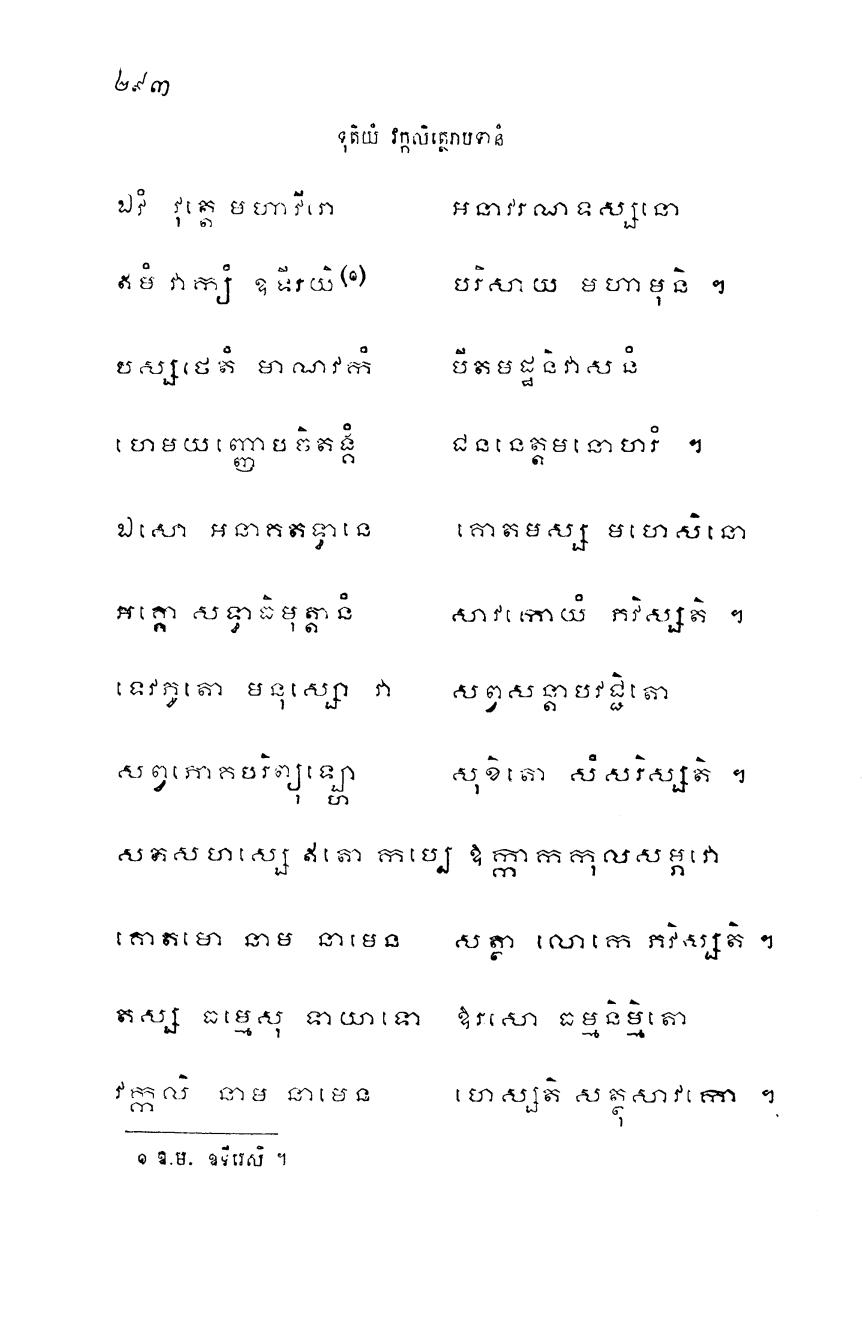 ២៩៣
ទុតិយំ វក្កលិត្ថេរាបទានំ
ឯវំ វុត្តេ មហាវីរោ អនាវរណទស្សនោ
ឥមំ វាក្យំ ឧទីរយិ(១) បរិសាយ មហាមុនិ ។
បស្សថេតំ មាណវកំ បីតមដ្ឋនិវាសនំ
ហេមយញ្ញោបចិតង្គំ ជននេត្តមនោហរំ ។
ឯសោ អនាគតទ្ធានេ គោតមស្ស មហេសិនោ
អគ្គោ សទ្ធាធិមុត្តានំ សាវកោយំ ភវិស្សតិ ។
ទេវភូតោ មនុស្សោ វា សព្វសន្តាបវជ្ជិតោ
សព្វភោគបរិព្យុឡ្ហោ សុខិតោ សំសរិស្សតិ ។
សតសហស្សេ ឥតោ កប្បេ ឱក្កាកកុលសម្ភវោ
គោតមោ នាម នាមេន សត្ថា លោកេ ភវិស្សតិ ។
តស្ស ធម្មេសុ ទាយាទោ ឱរសោ ធម្មនិម្មិតោ
វក្កលិ នាម នាមេន ហេស្សតិ សត្ថុសាវកោ ។
១ ឱ.ម. ឧទីរេសិ ។